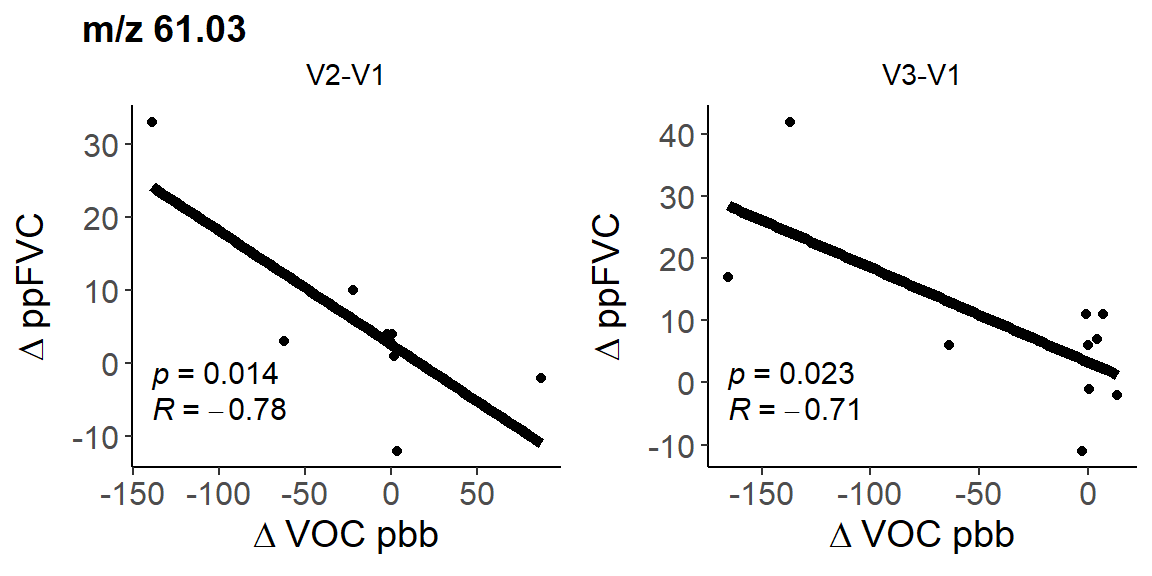 m/z 61.03
V2-V1
Δ ppFVC
30
20
10
0
-10
p = 0.014
R = −0.78
-150 -100 -50 0 50
Δ VOC pbb
V3-V1
Δ ppFVC
40
30
20
10
0
-10
p = 0.023
R = −0.71
-150 -100 -50 0
Δ VOC pbb